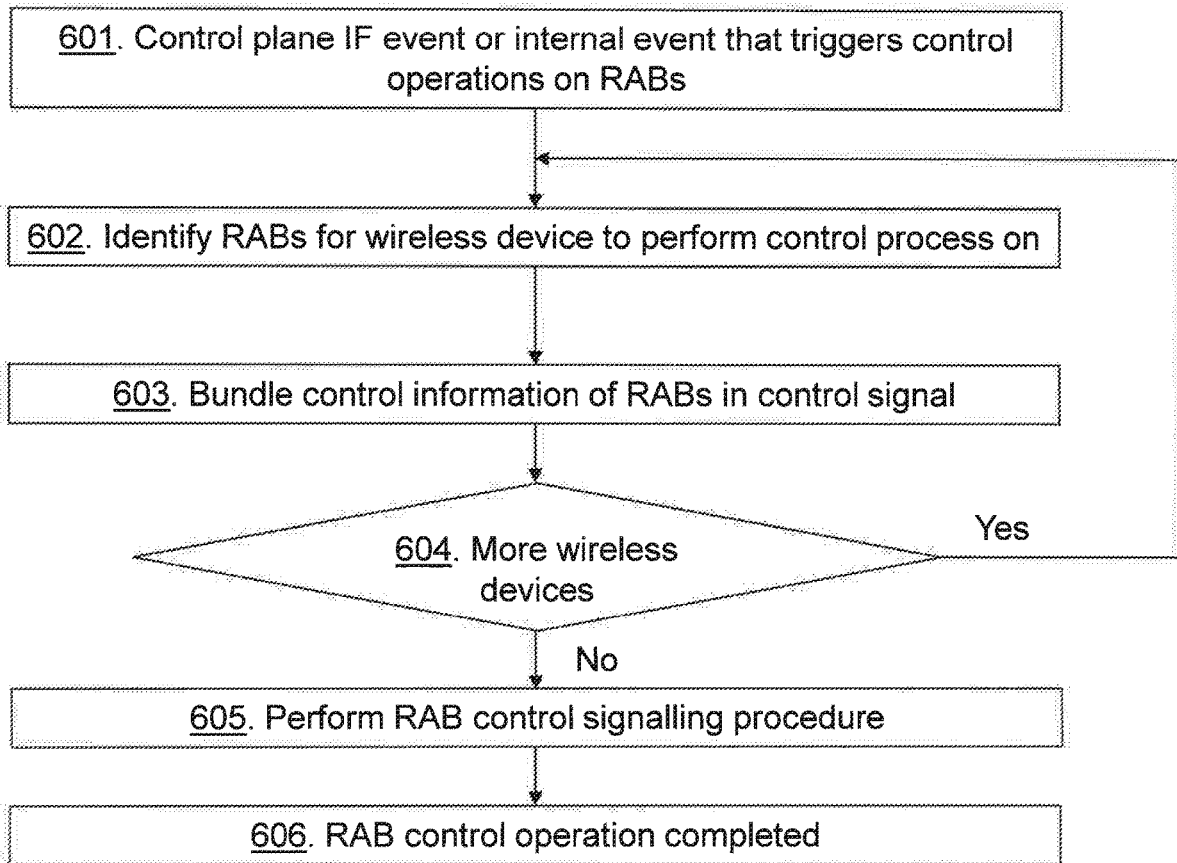 601. Control plane IF event or internal event that triggers control
operations on RABs
602. Identify RABs for wireless device to perform control process on
603. Bundle control information of RABs in control signal
604. More wireless
devices
Yes
No
605. Perform RAB control signalling procedure
606. RAB control operation completed